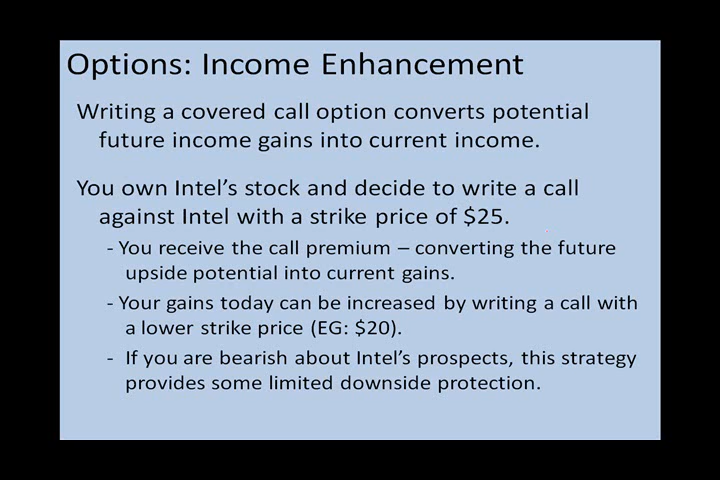 Options: Income Enhancement
Writing a covered call option converts potential
future income gains into current income.
You own Intel's stock and decide to write a call
against Intel with a strike price of $25.
- You receive the call premium – converting the future
upside potential into current gains.
- Your gains today can be increased by writing a call with
a lower strike price (EG: $20).
- If you are bearish about Intel's prospects, this strategy
provides some limited downside protection.